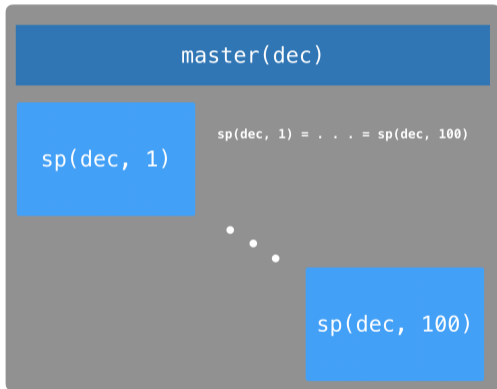 master(dec)
sp(dec, 1)
sp(dec, 1) = . . . = sp(dec, 100)
sp(dec, 100)